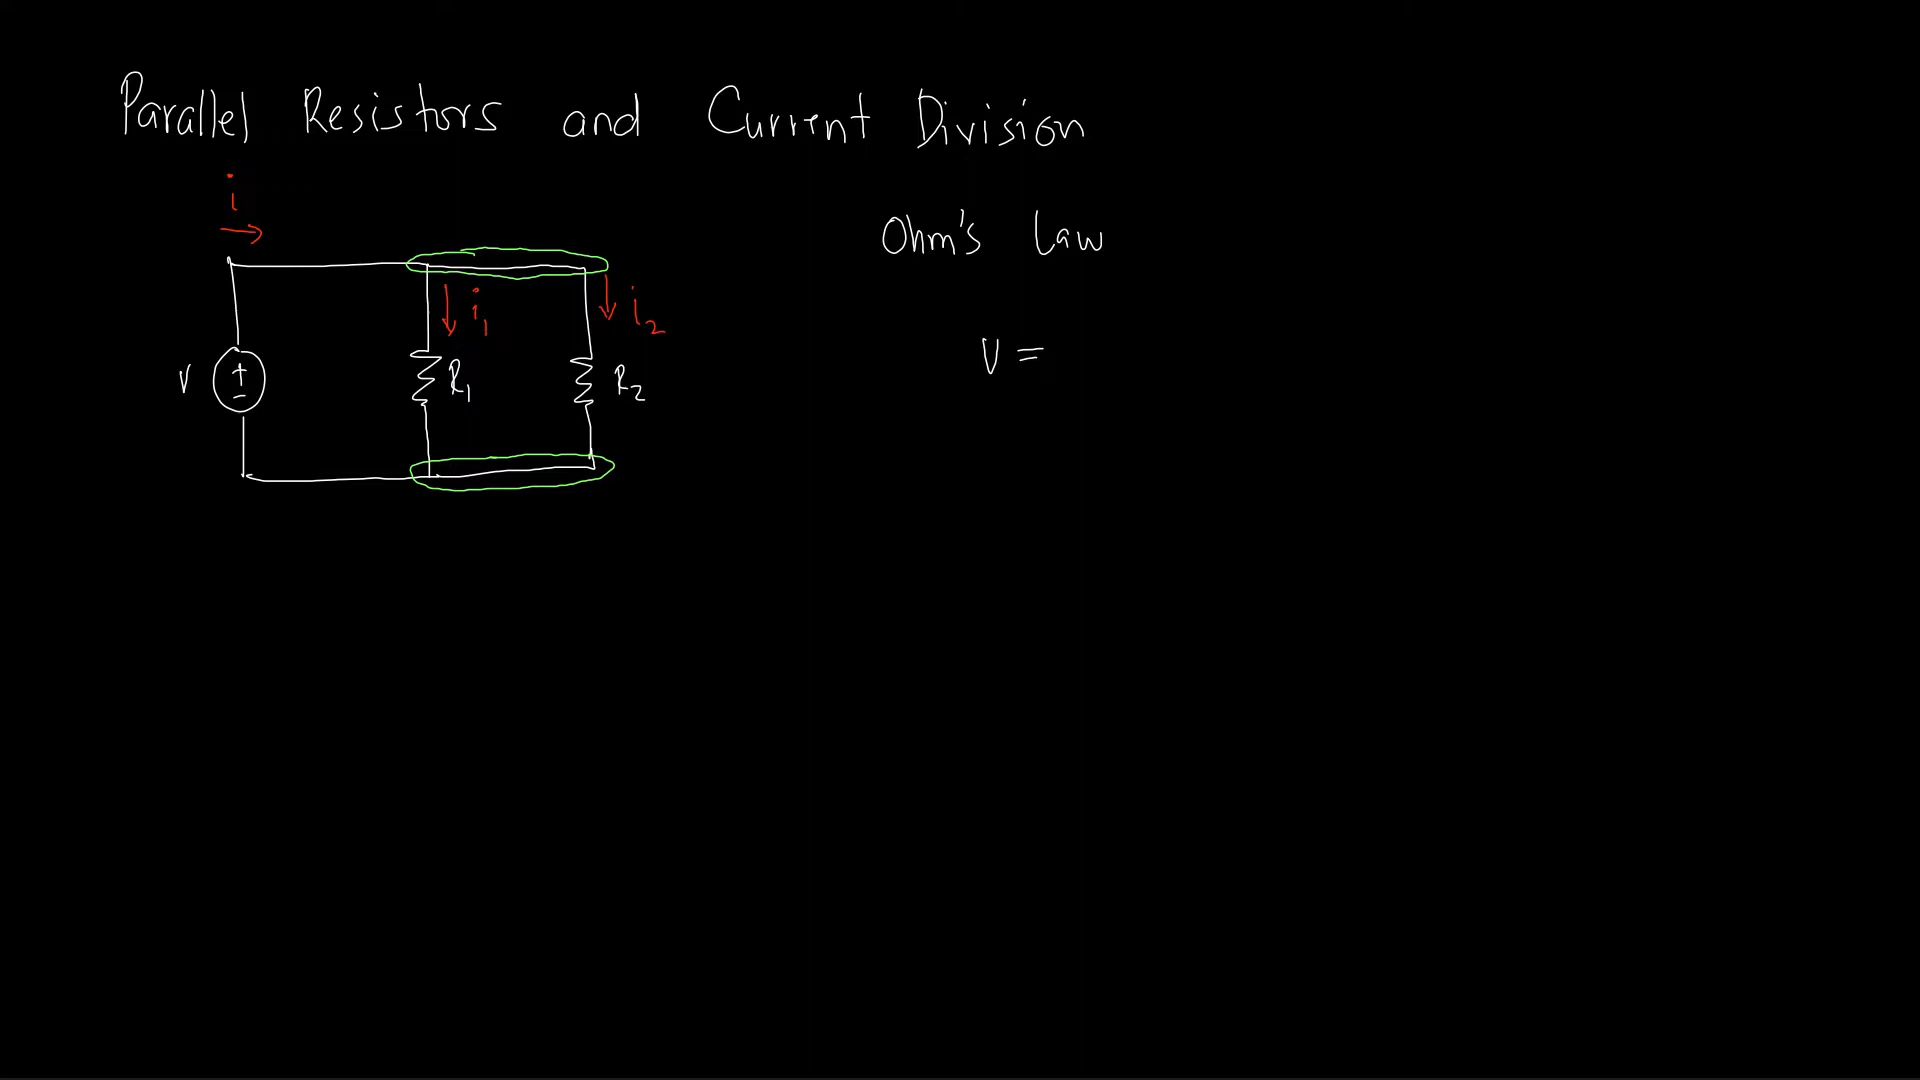 Parallel Resistors and Current Division
i
Ohm's Law
i₁
i₂
V =
V
+
−
R₁
R₂